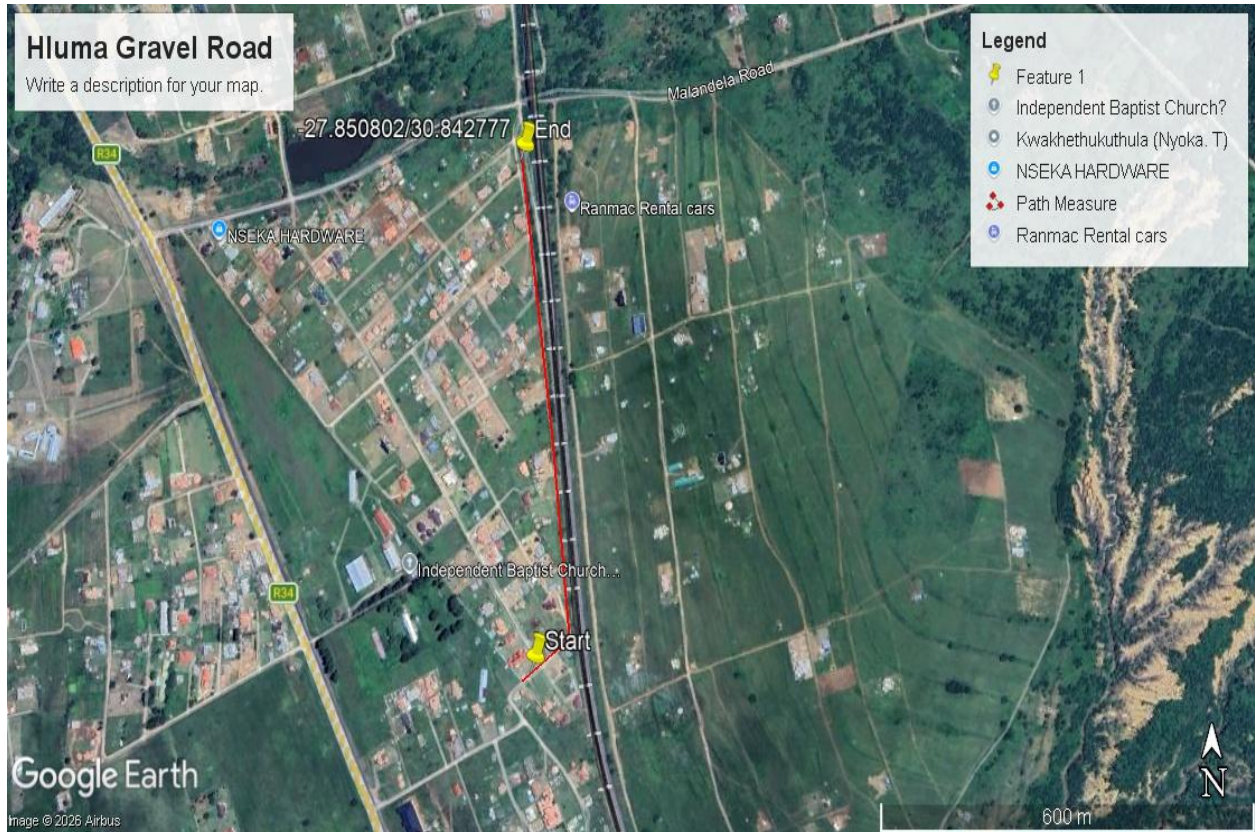 Hluma Gravel Road
Write a description for your map.
Legend
Feature 1
Independent Baptist Church?
Kwakhethukuthula (Nyoka. T)
NSEKA HARDWARE
Path Measure
Ranmac Rental cars
Malandela Road
-27.850802/30.842777
End
R34
Ranmac Rental cars
NSEKA HARDWARE
Independent Baptist Church...
R34
Start
Google Earth
Image © 2026 Airbus
600 m
N